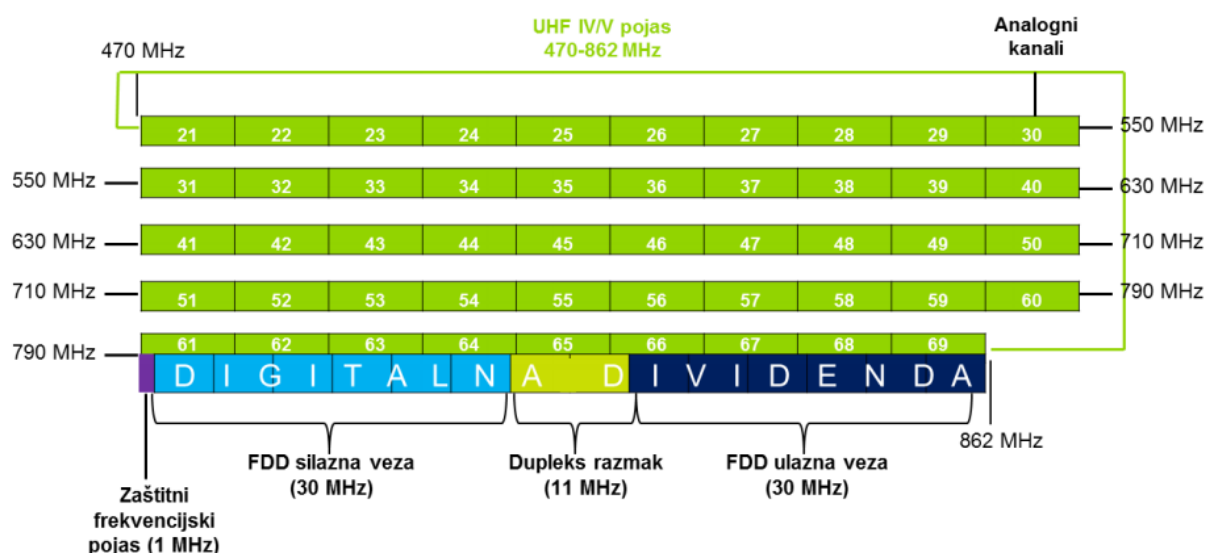 UHF IV/V pojas
470-862 MHz
Analogni
kanali
470 MHz
21 22 23 24 25 26 27 28 29 30
550 MHz
550 MHz
31 32 33 34 35 36 37 38 39 40
630 MHz
630 MHz
41 42 43 44 45 46 47 48 49 50
710 MHz
710 MHz
51 52 53 54 55 56 57 58 59 60
790 MHz
790 MHz
61 62 63 64 65 66 67 68 69
DIGITALNA DIVIDENDA
862 MHz
FDD silazna veza
(30 MHz)
Dupleks razmak
(11 MHz)
FDD ulazna veza
(30 MHz)
Zaštitni
frekvencijski
pojas (1 MHz)